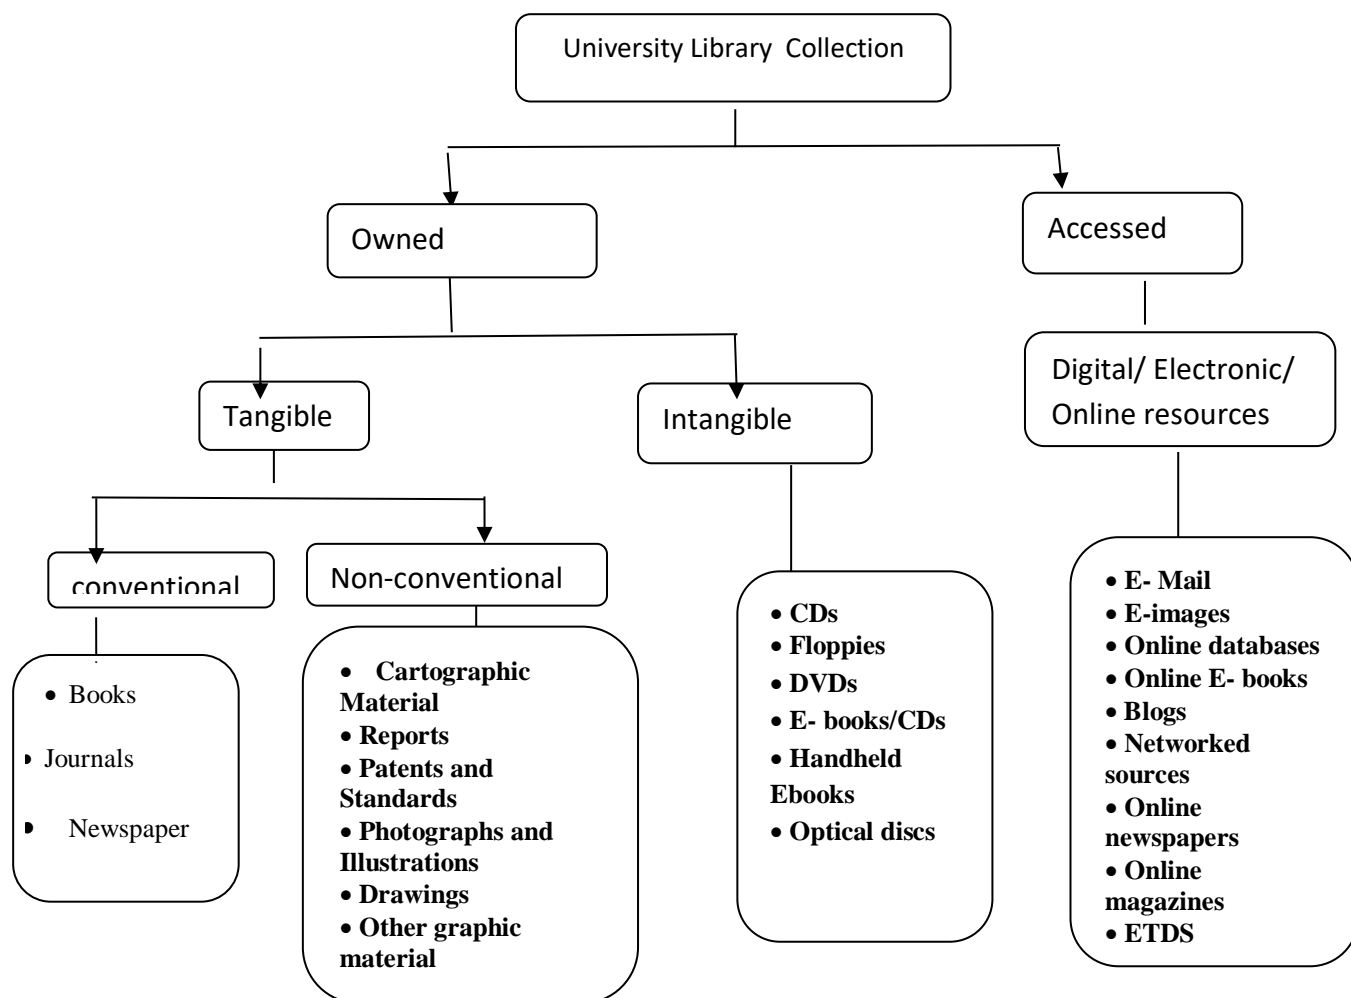 University Library Collection
Owned
Accessed
Tangible
Intangible
Digital/ Electronic/
Online resources
conventional
Non-conventional
• Books
• Journals
• Newspaper
• Cartographic
Material
• Reports
• Patents and
Standards
• Photographs and
Illustrations
• Drawings
• Other graphic
material
• CDs
• Floppies
• DVDs
• E- books/CDs
• Handheld
Ebooks
• Optical discs
• E- Mail
• E-images
• Online databases
• Online E- books
• Blogs
• Networked
sources
• Online
newspapers
• Online
magazines
• ETDS